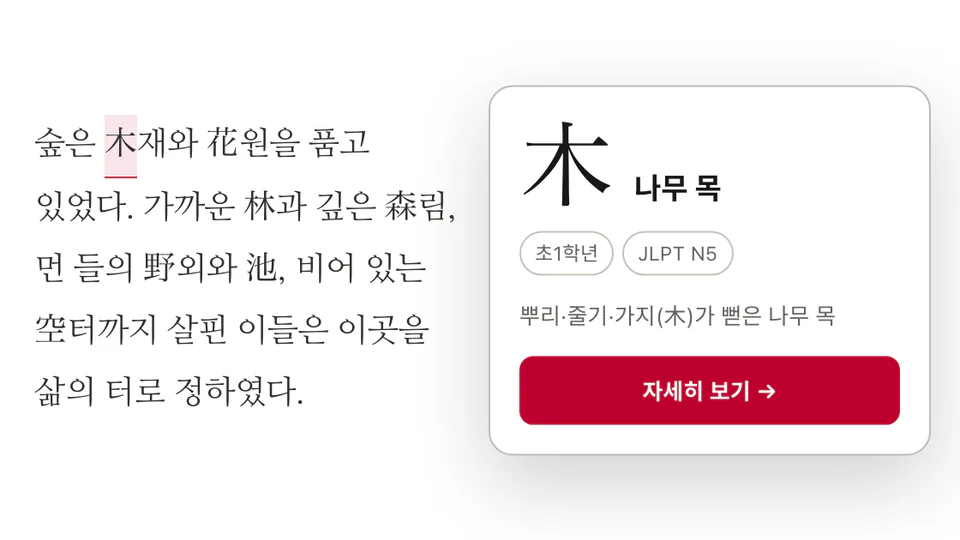 숲은 木재와 花원을 품고
있었다. 가까운 林과 깊은 森림,
먼 들의 野외와 池, 비어 있는
空터까지 살핀 이들은 이곳을
삶의 터로 정하였다.
木 나무 목
초1학년 JLPT N5
뿌리·줄기·가지(木)가 뻗은 나무 목
자세히 보기 →